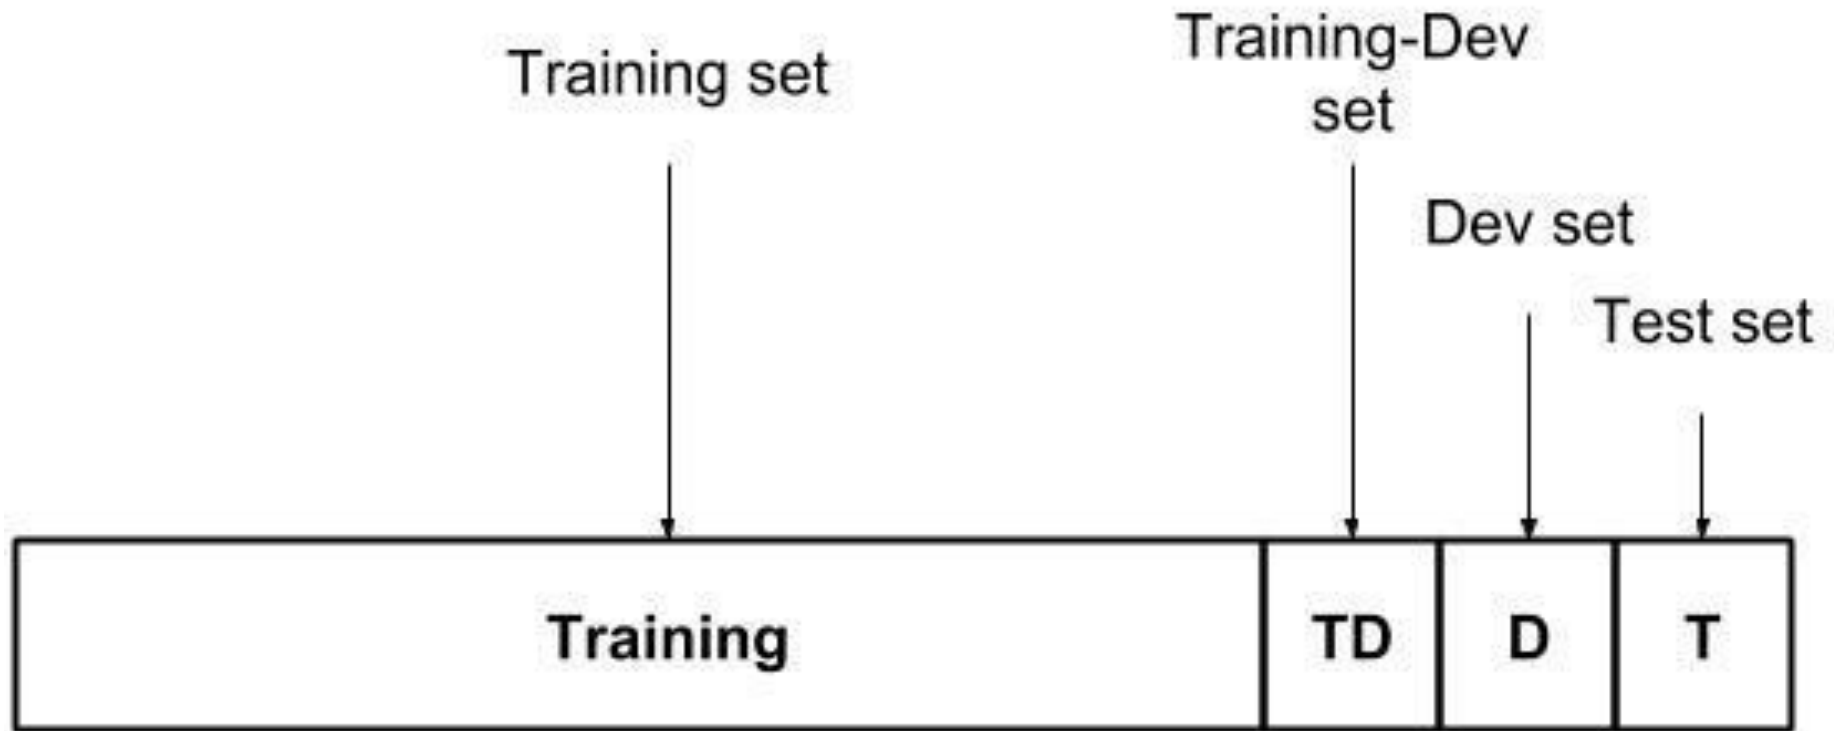 Training set
Training-Dev
set
Dev set
Test set
Training
TD
D
T